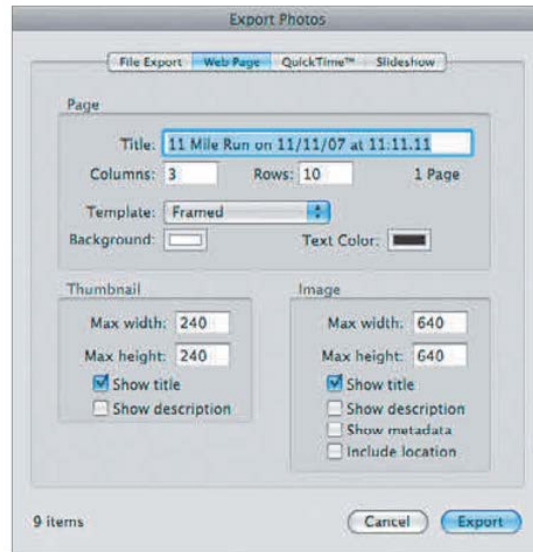 Export Photos
File Export Web Page QuickTime™ Slideshow
Page
Title: 11 Mile Run on 11/11/07 at 11:11.11
Columns: 3 Rows: 10 1 Page
Template: Framed
Background: Text Color:
Thumbnail
Max width: 240
Max height: 240
Show title
Show description
Image
Max width: 640
Max height: 640
Show title
Show description
Show metadata
Include location
9 items Cancel Export